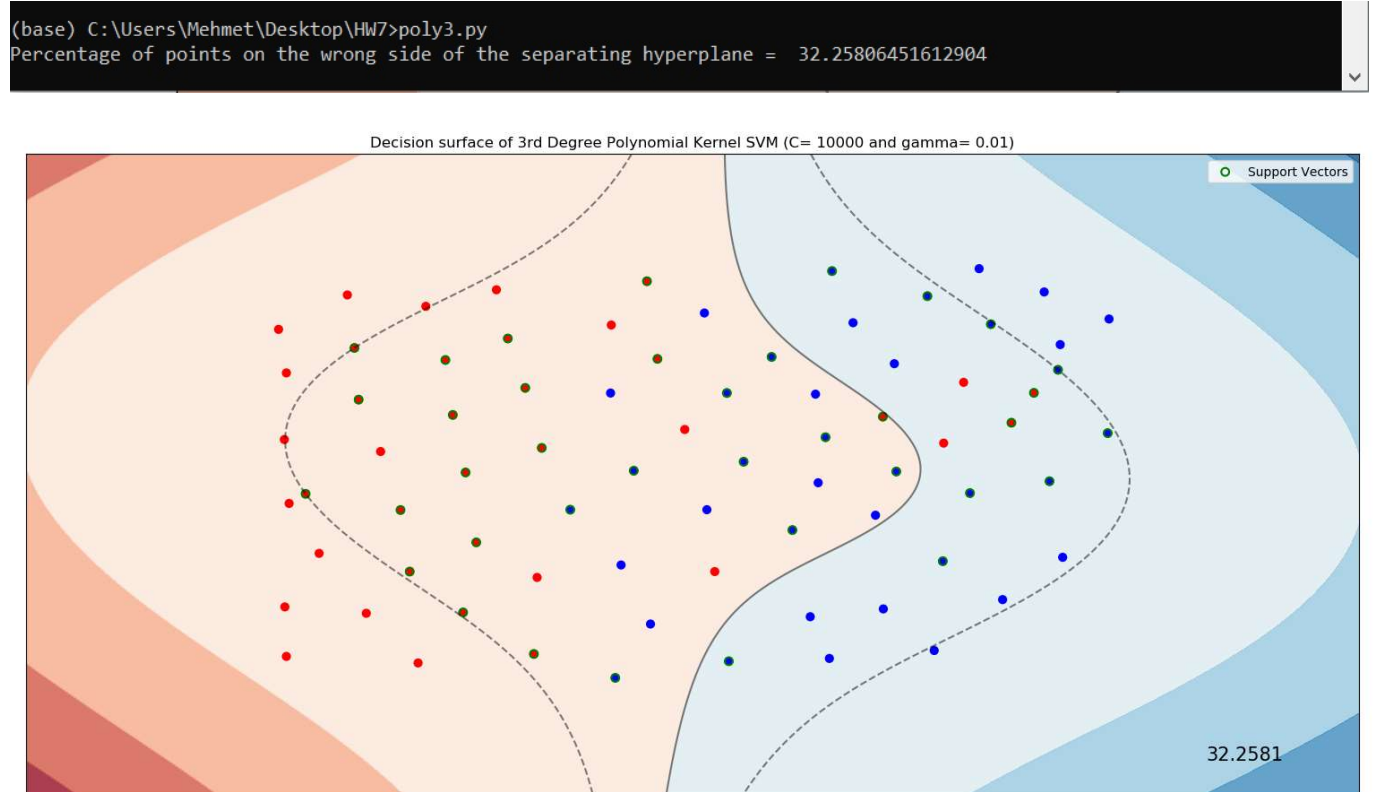 (base) C:\Users\Mehmet\Desktop\HW7>poly3.py
Percentage of points on the wrong side of the separating hyperplane =  32.25806451612904
Decision surface of 3rd Degree Polynomial Kernel SVM (C= 10000 and gamma= 0.01)
Support Vectors
32.2581